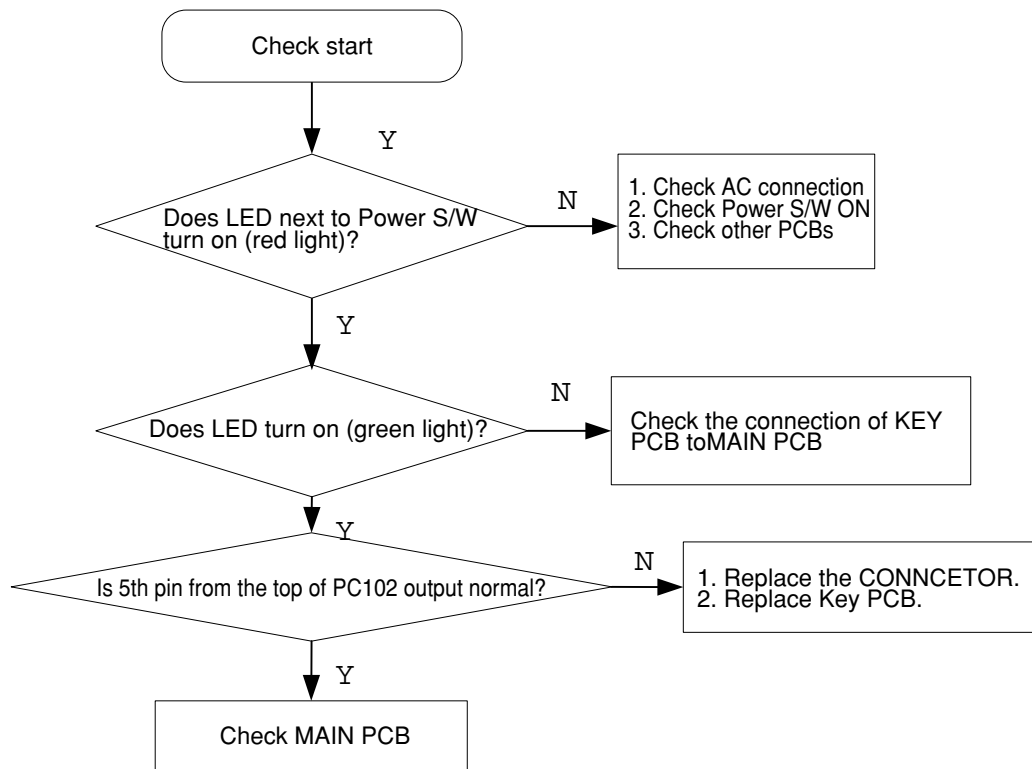 Check start
Y
Does LED next to Power S/W
turn on (red light)?
N
1. Check AC connection
2. Check Power S/W ON
3. Check other PCBs
Y
Does LED turn on (green light)?
N
Check the connection of KEY
PCB toMAIN PCB
Y
Is 5th pin from the top of PC102 output normal?
N
1. Replace the CONNCETOR.
2. Replace Key PCB.
Y
Check MAIN PCB